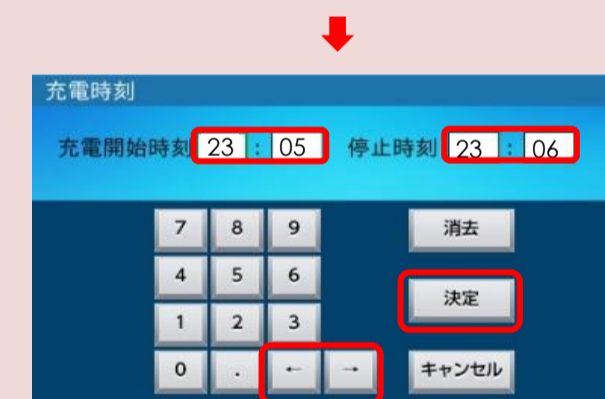 充電時刻
充電開始時刻 23 : 05 停止時刻 23 : 06
7 8 9 消去
4 5 6
決定
1 2 3
0 . ← → キャンセル